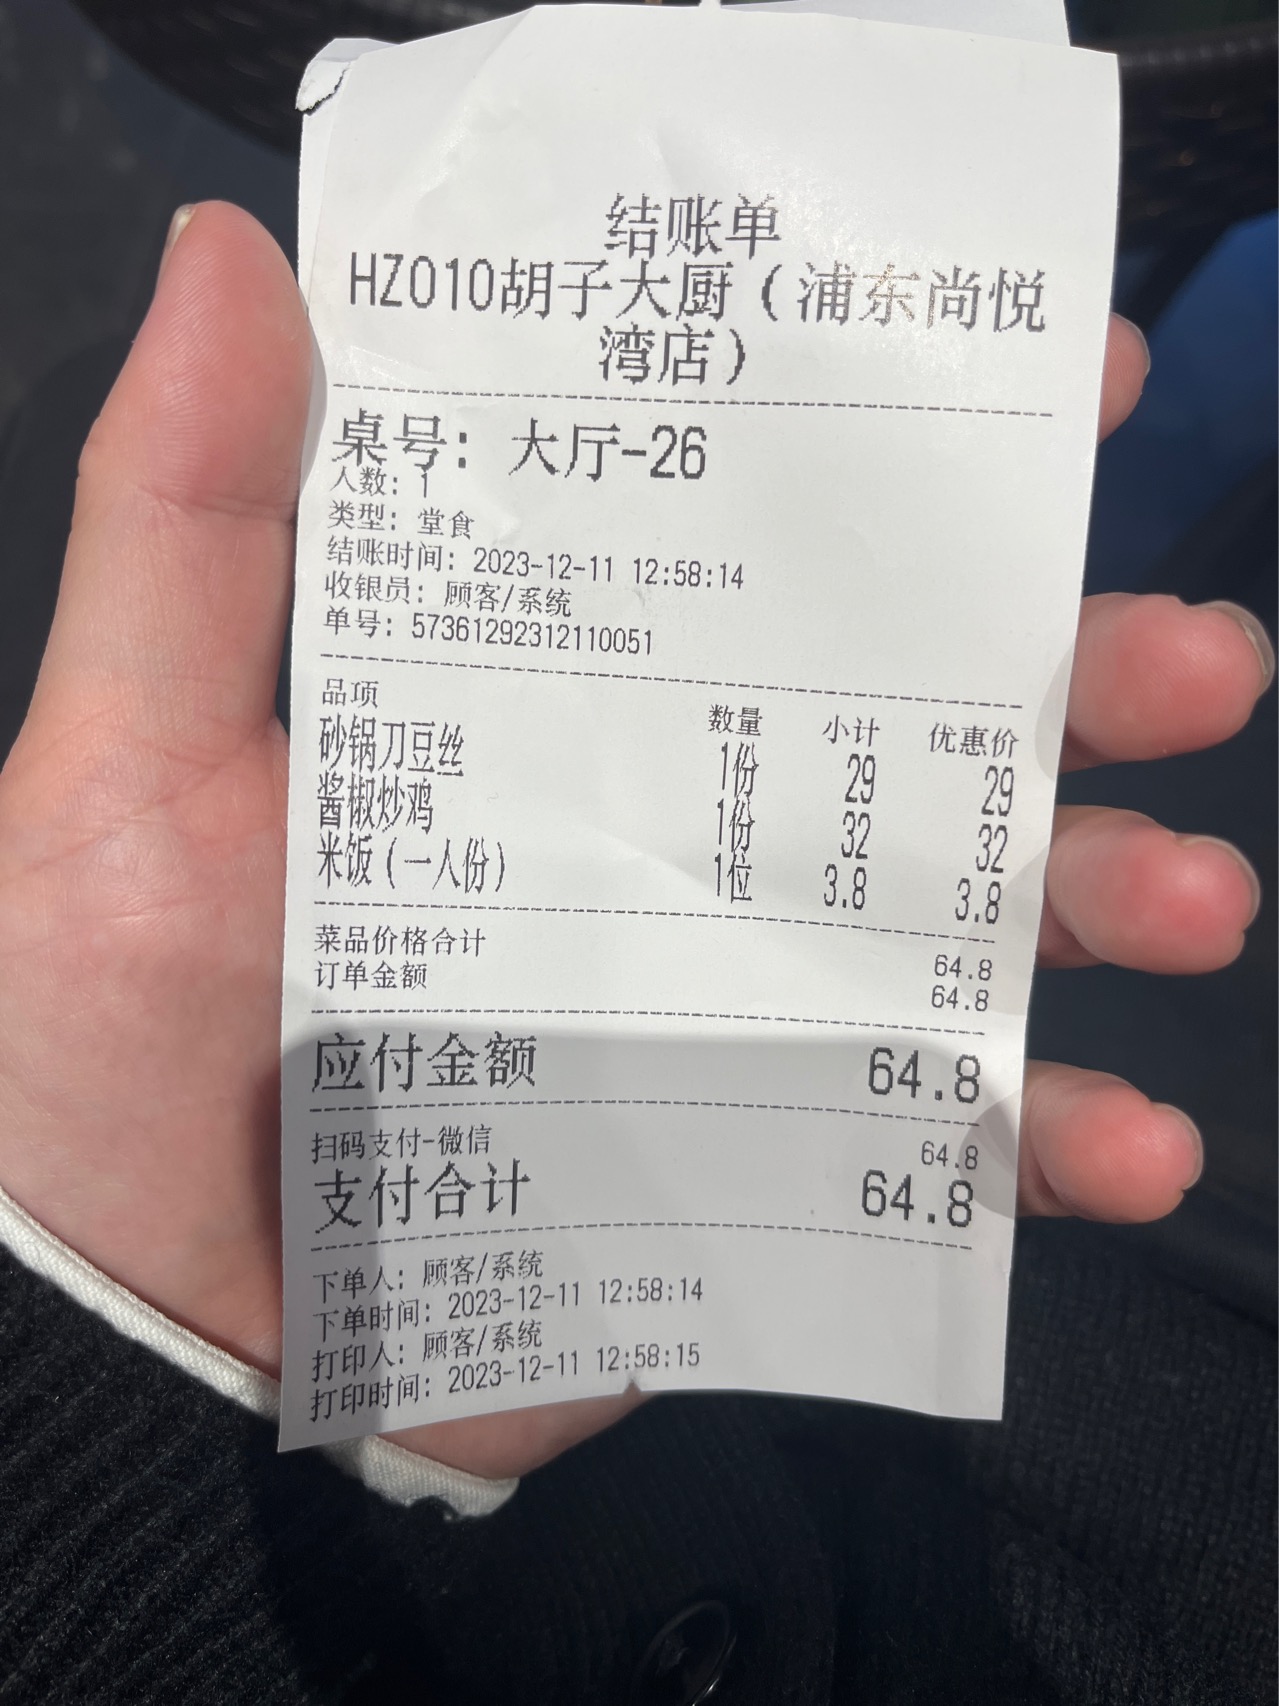 结账单
HZ010胡子大厨（浦东尚悦
湾店）
桌号：大厅-26
人数：1
类型：堂食
结账时间：2023-12-11 12:58:14
收银员：顾客/系统
单号：57361292312110051
品项 数量 小计 优惠价
砂锅刀豆丝 1份 29 29
酱椒炒鸡 1份 32 32
米饭（一人份） 1位 3.8 3.8
菜品价格合计 64.8
订单金额 64.8
应付金额 64.8
扫码支付-微信 64.8
支付合计 64.8
下单人：顾客/系统
下单时间：2023-12-11 12:58:14
打印人：顾客/系统
打印时间：2023-12-11 12:58:15